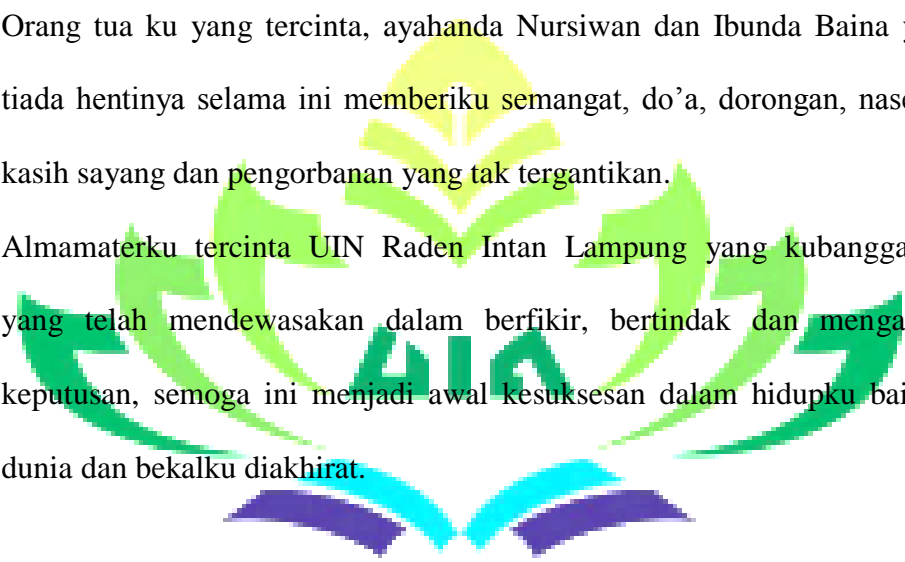 Orang tua ku yang tercinta, ayahanda Nursiwan dan Ibunda Baina
tiada hentinya selama ini memberiku semangat, do’a, dorongan,
kasih sayang dan pengorbanan yang tak tergantikan.
Almamaterku tercinta UIN Raden Intan Lampung yang
yang telah mendewasakan dalam berfikir, bertindak dan
UIN
keputusan, semoga ini menjadi awal kesuksesan dalam hidupku
dunia dan bekalku diakhirat.